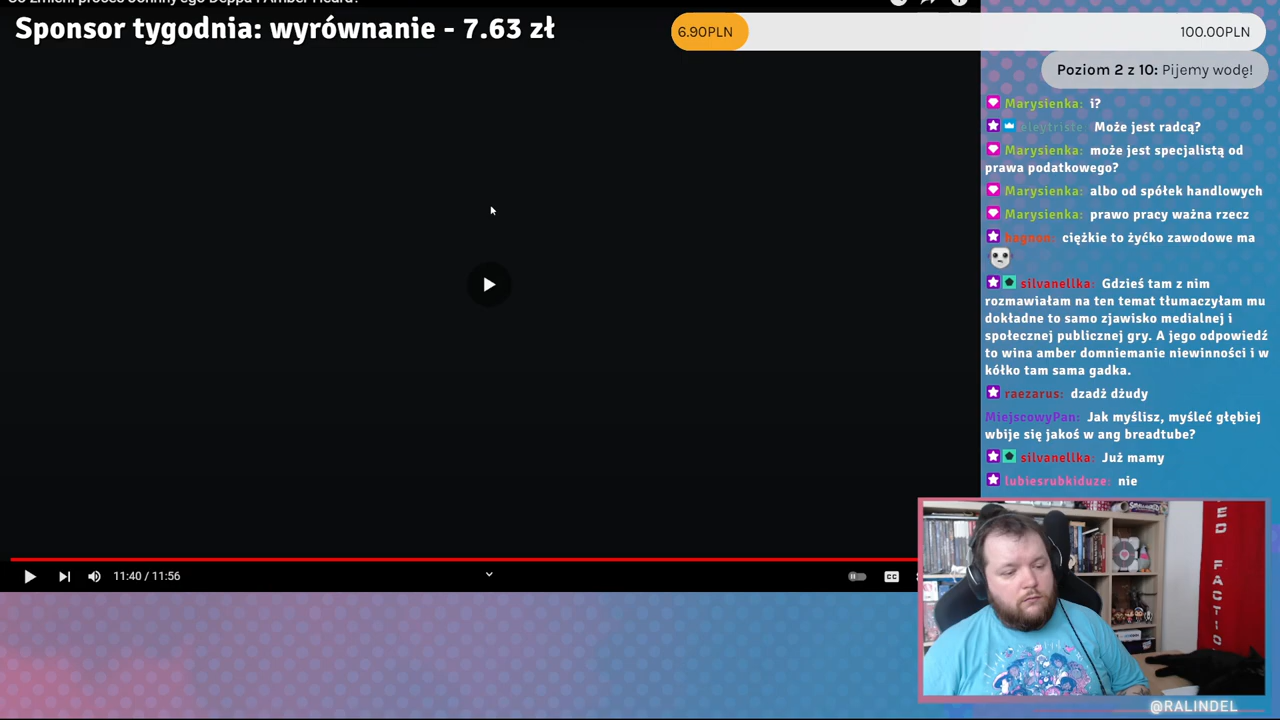 Sponsor tygodnia: wyrównanie - 7.63 zł
6.90PLN
100.00PLN
Poziom 2 z 10: Pijemy wodę!
Marysienka: i?
eleytriste Może jest radcą?
Marysienka: może jest specjalistą od
prawa podatkowego?
Marysienka: albo od spółek handlowych
Marysienka: prawo pracy ważna rzecz
ciężkie to żyćko zawodowe ma
silvanellka: Gdzieś tam z nim
rozmawiałam na ten temat tłumaczyłam mu
dokładne to samo zjawisko medialnej i
społecznej publicznej gry. A jego odpowiedź
to wina amber domniemanie niewinności i w
kółko tam sama gadka.
raezarus: dzadż dżudy
MiejscowyPan: Jak myślisz, myśleć głębiej
wbije się jakoś w ang breadtube?
silvanellka: Już mamy
lubiesrubkiduze: nie
11:40 / 11:56
CC
@RALINDEL